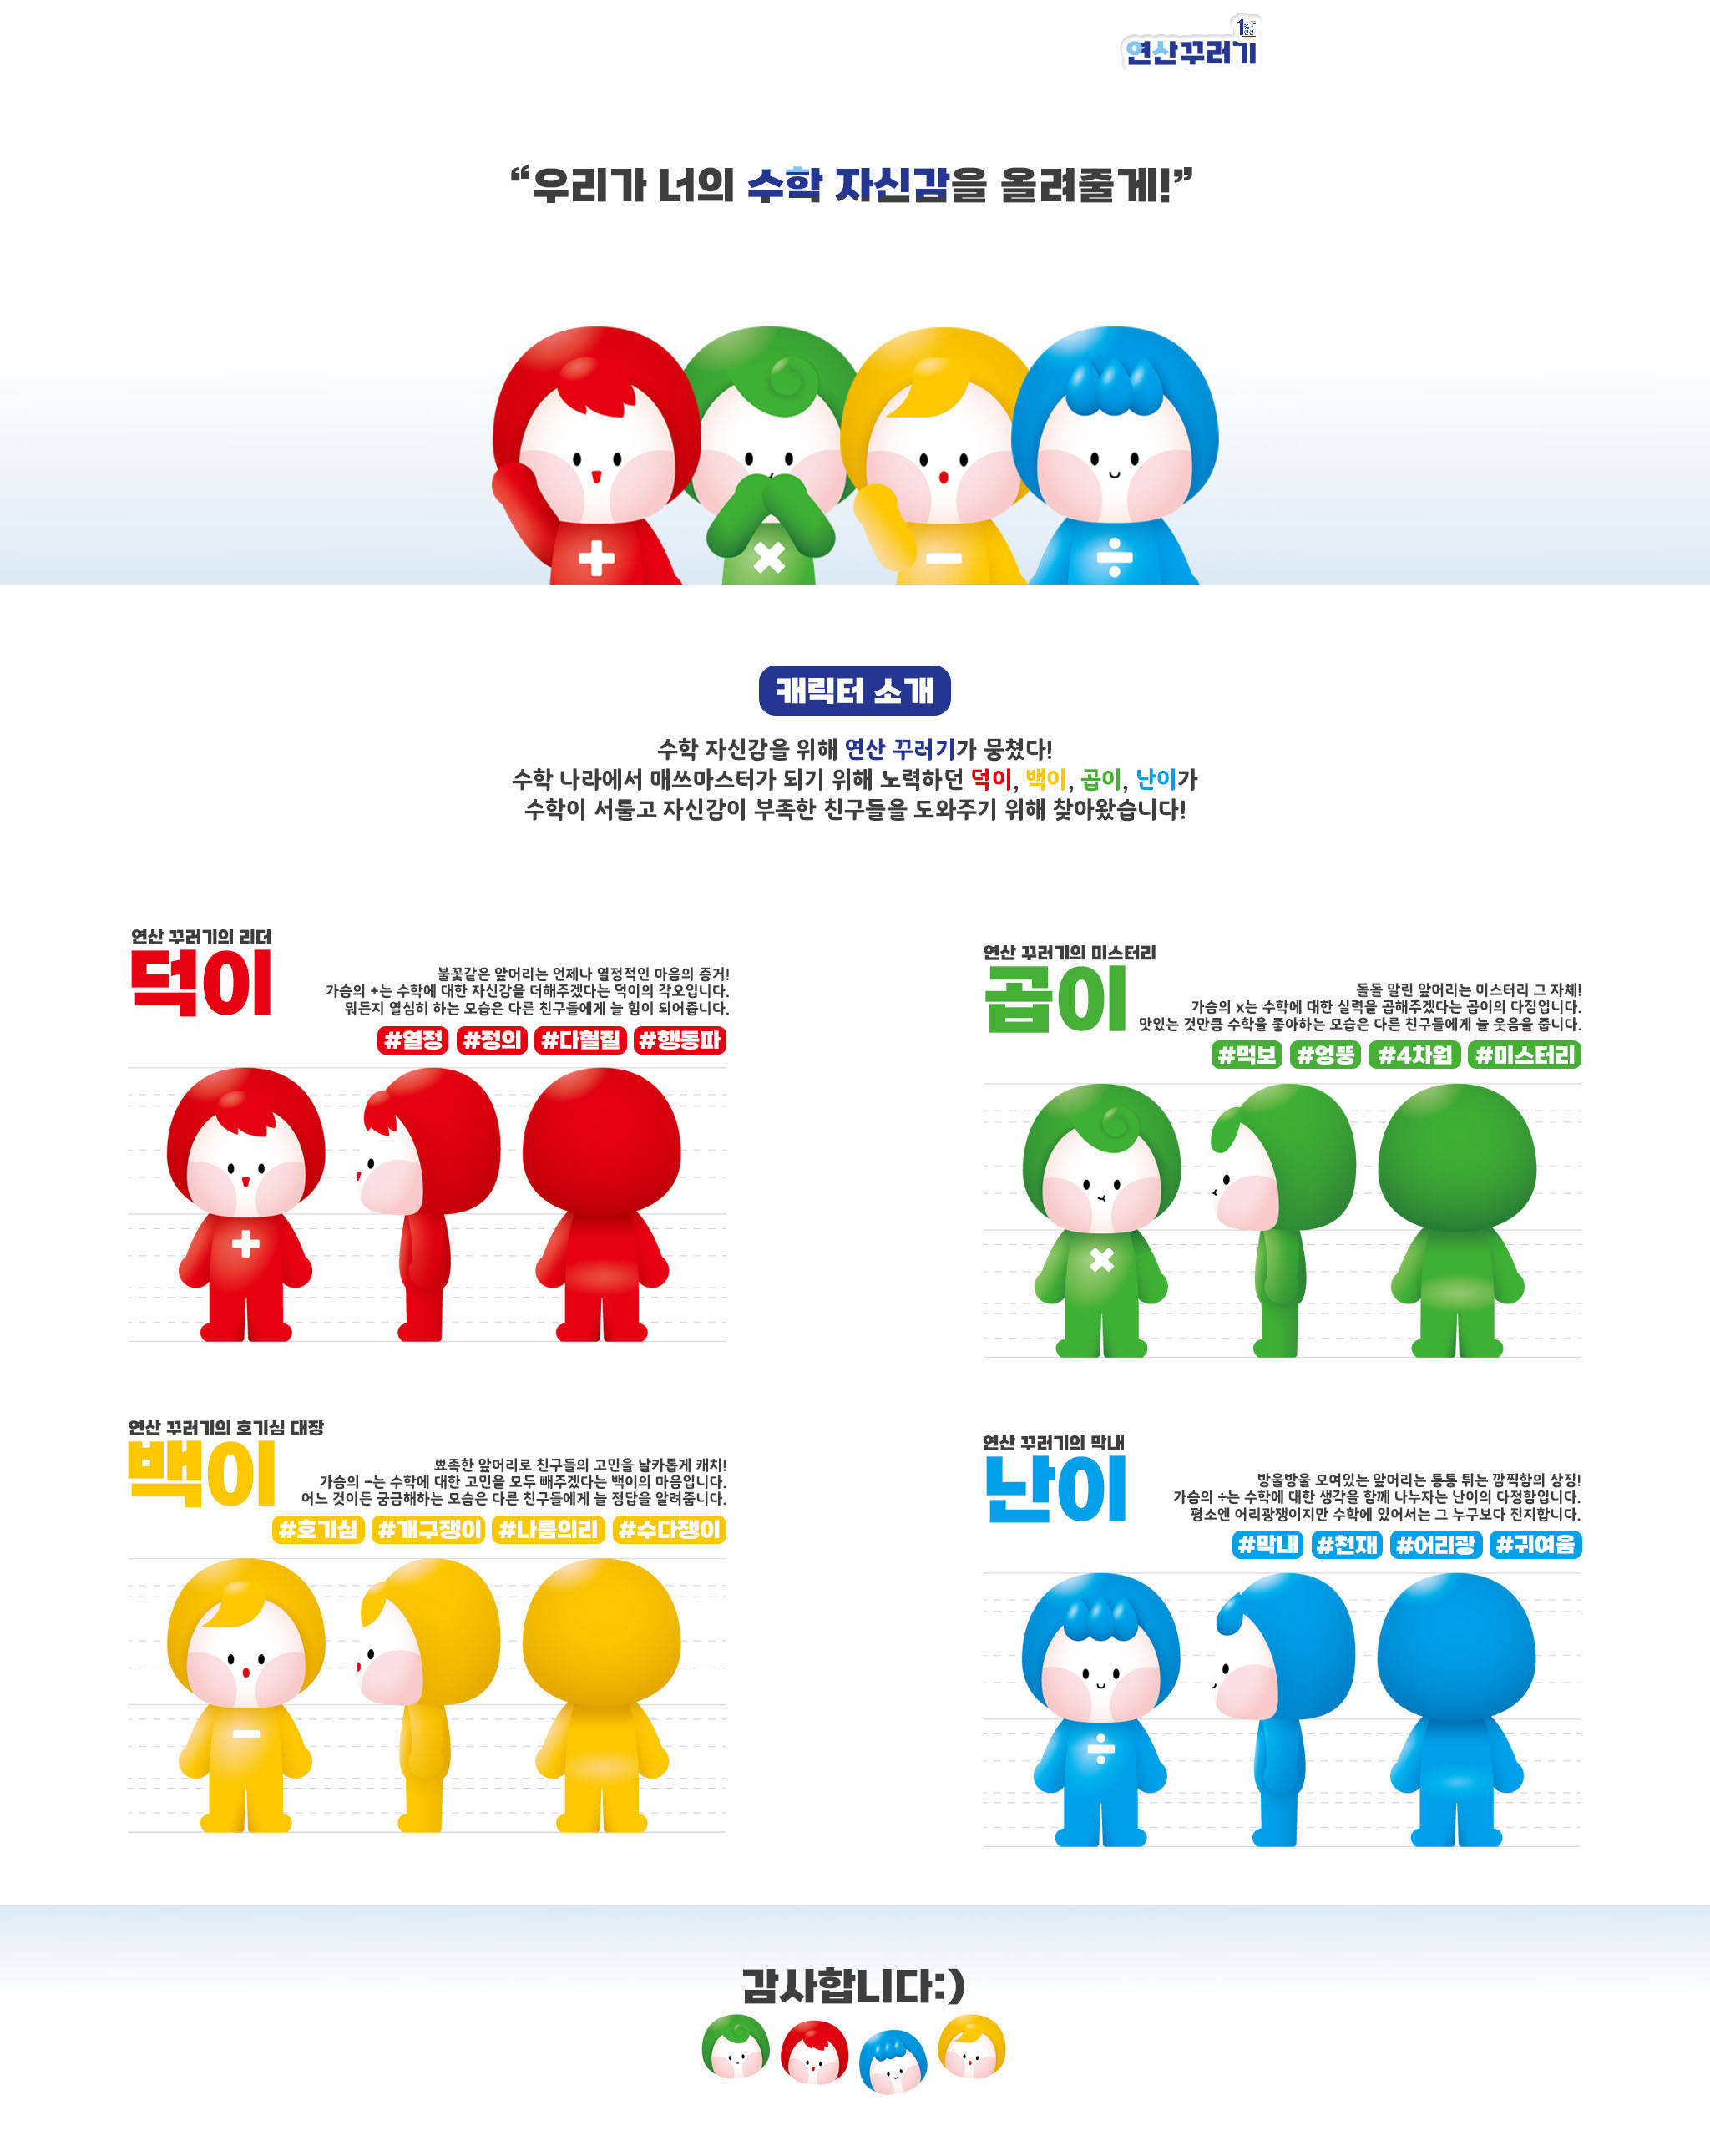 연산꾸러기
“우리가 너의 수학 자신감을 올려줄게!”
캐릭터 소개
수학 자신감을 위해 연산 꾸러기가 뭉쳤다!
수학 나라에서 매쓰마스터가 되기 위해 노력하던 덕이, 백이, 곱이, 난이가
수학이 서툴고 자신감이 부족한 친구들을 도와주기 위해 찾아왔습니다!
연산 꾸러기의 리더
덕이
불꽃같은 앞머리는 언제나 열정적인 마음의 증거!
가슴의 +는 수학에 대한 자신감을 더해주겠다는 덕이의 각오입니다.
뭐든지 열심히 하는 모습은 다른 친구들에게 늘 힘이 되어줍니다.
#열정 #정의 #다혈질 #행동파
연산 꾸러기의 미스터리
곱이
돌돌 말린 앞머리는 미스터리 그 자체!
가슴의 x는 수학에 대한 실력을 곱해주겠다는 곱이의 다짐입니다.
맛있는 것만큼 수학을 좋아하는 모습은 다른 친구들에게 늘 웃음을 줍니다.
#먹보 #엉뚱 #4차원 #미스터리
연산 꾸러기의 호기심 대장
백이
뾰족한 앞머리로 친구들의 고민을 날카롭게 캐치!
가슴의 -는 수학에 대한 고민을 모두 빼주겠다는 백이의 마음입니다.
어느 것이든 궁금해하는 모습은 다른 친구들에게 늘 정답을 알려줍니다.
#호기심 #개구쟁이 #나름의리 #수다쟁이
연산 꾸러기의 막내
난이
방울방울 모여있는 앞머리는 통통 튀는 깜찍함의 상징!
가슴의 ÷는 수학에 대한 생각을 함께 나누자는 난이의 다정함입니다.
평소엔 어리광쟁이지만 수학에 있어서는 그 누구보다 진지합니다.
#막내 #천재 #어리광 #귀여움
감사합니다:)